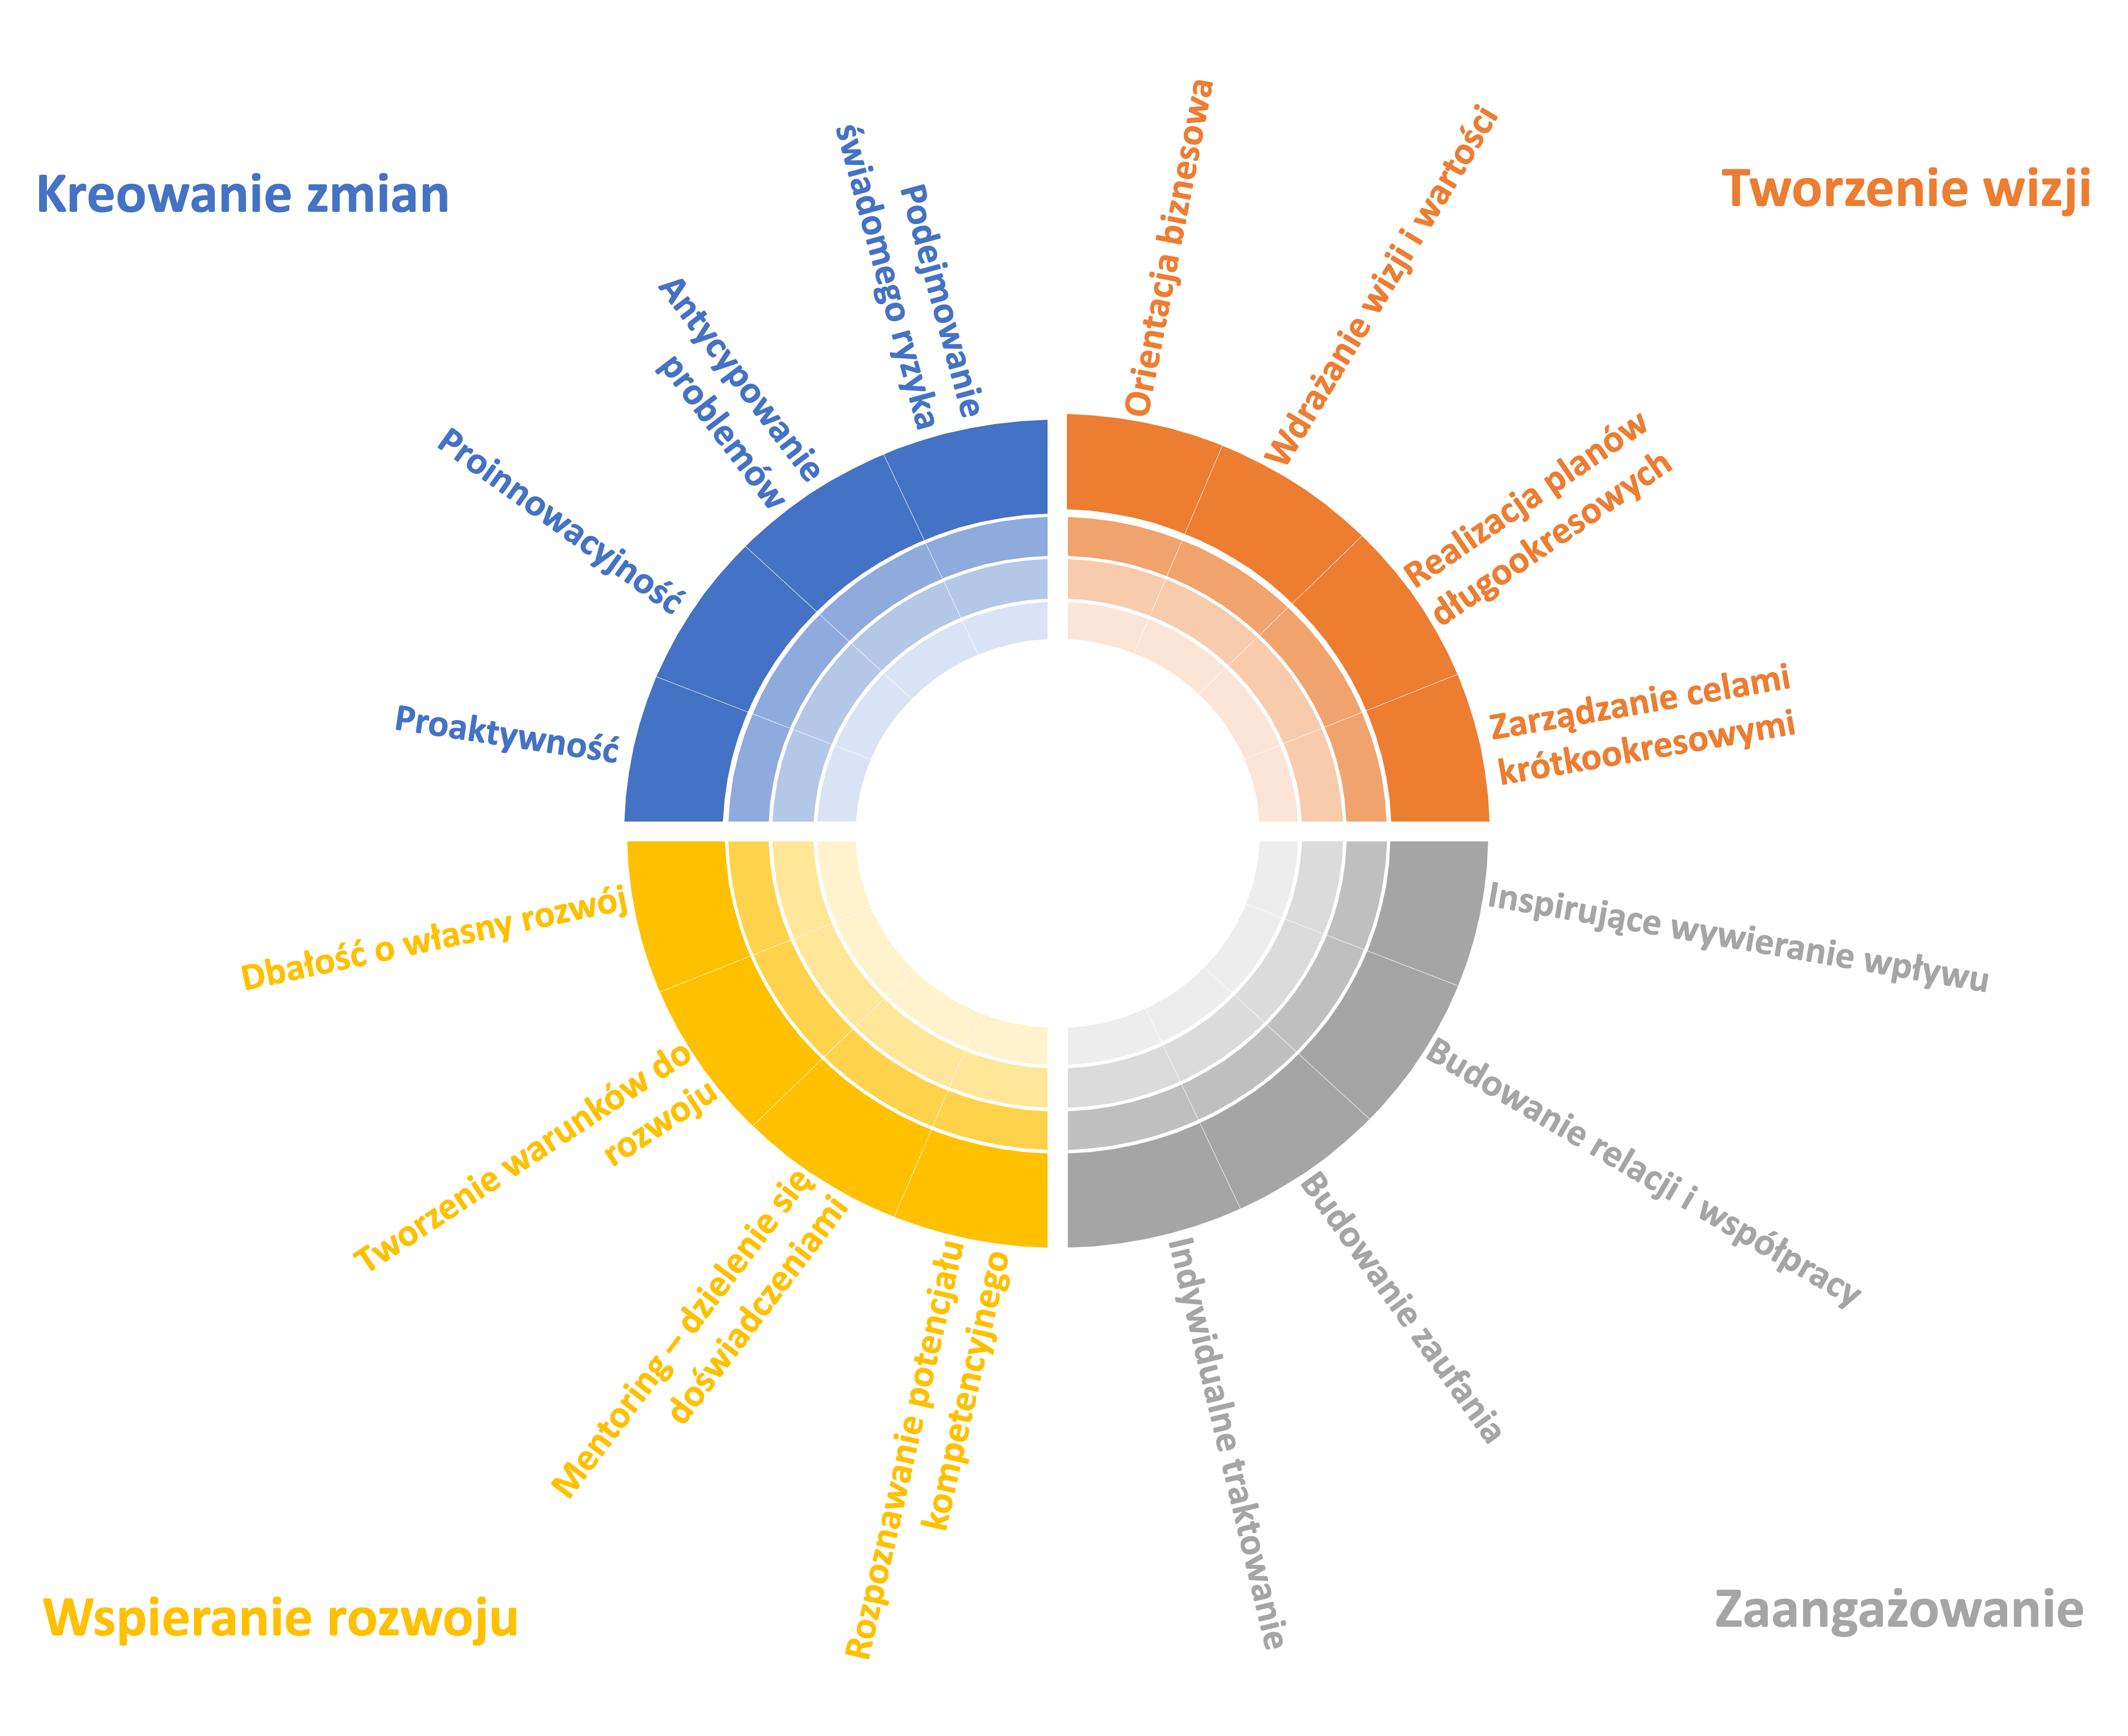 Kreowanie zmian
Tworzenie wizji
Podejmowanie
świadomego ryzyka
Antycypowanie
problemów
Proinnowacyjność
Proaktywność
Orientacja biznesowa
Wdrażanie wizji i wartości
Realizacja planów
długookresowych
Zarządzanie celami
krótkookresowymi
Dbałość o własny rozwój
Tworzenie warunków do
rozwoju
Mentoring – dzielenie się
doświadczeniami
Rozpoznawanie potencjału
kompetencyjnego
Inspirujące wywieranie wpływu
Budowanie relacji i współpracy
Budowanie zaufania
Indywidualne traktowanie
Wspieranie rozwoju
Zaangażowanie